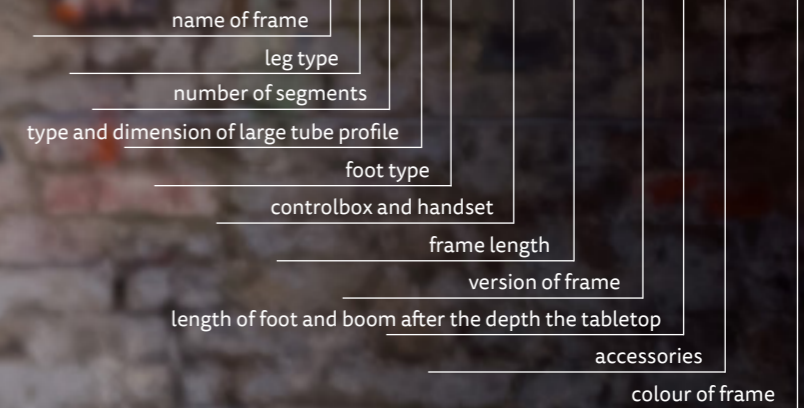 name of frame
leg type
number of segments
type and dimension of large tube profile
foot type
controlbox and handset
frame length
version of frame
length of foot and boom after the depth the tabletop
accessories
colour of frame